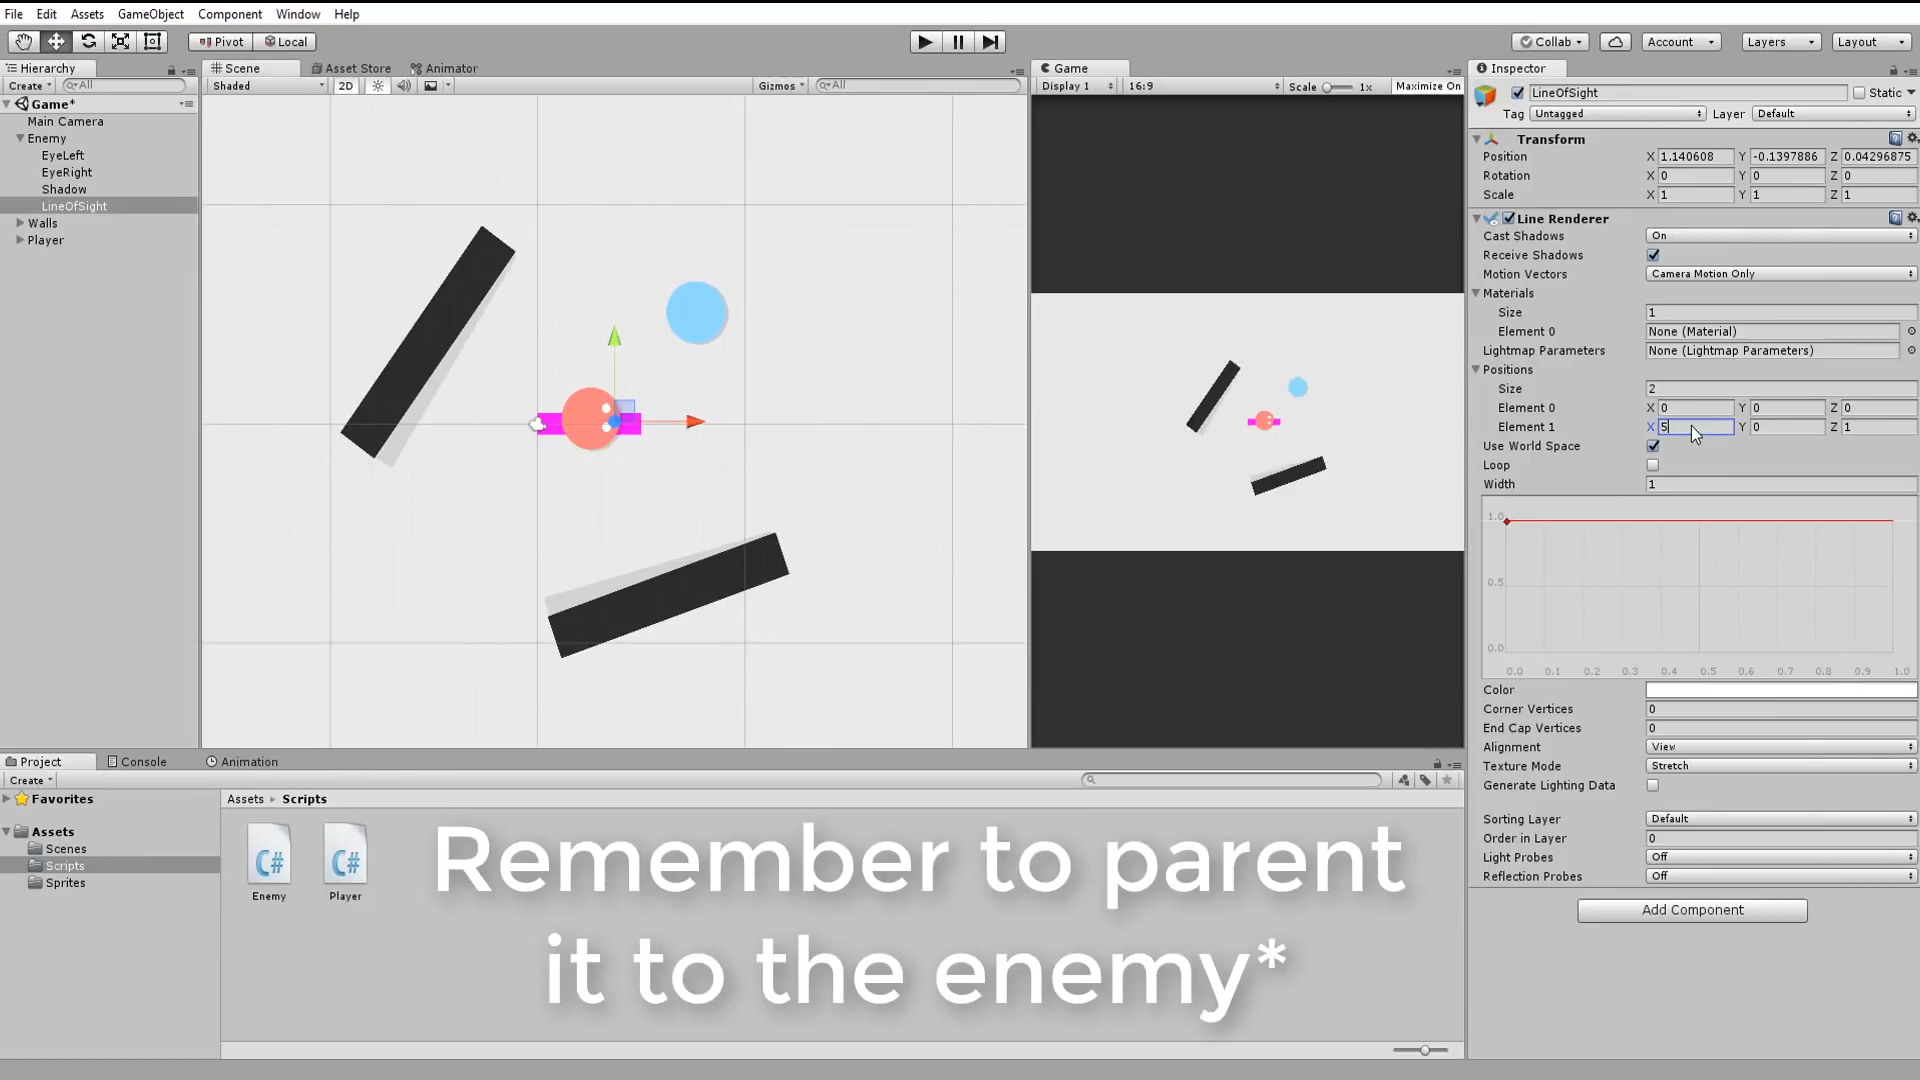 File Edit Assets GameObject Component Window Help
Pivot Local
Collab Account Layers Layout
Hierarchy
Create All
Game*
Main Camera
Enemy
EyeLeft
EyeRight
Shadow
LineOfSight
Walls
Player
Scene Asset Store Animator
Shaded 2D Gizmos All
Game
Display 1 16:9 Scale 1x Maximize On
Inspector
LineOfSight Static
Tag Untagged Layer Default
Transform
Position X 1.140608 Y -0.1397886 Z 0.04296875
Rotation X 0 Y 0 Z 0
Scale X 1 Y 1 Z 1
Line Renderer
Cast Shadows On
Receive Shadows
Motion Vectors Camera Motion Only
Materials
Size 1
Element 0 None (Material)
Lightmap Parameters None (Lightmap Parameters)
Positions
Size 2
Element 0 X 0 Y 0 Z 0
Element 1 X 5 Y 0 Z 1
Use World Space
Loop
Width 1
1.0
0.5
0.0
0.0 0.1 0.2 0.3 0.4 0.5 0.6 0.7 0.8 0.9 1.0
Color
Corner Vertices 0
End Cap Vertices 0
Alignment View
Texture Mode Stretch
Generate Lighting Data
Sorting Layer Default
Order in Layer 0
Light Probes Off
Reflection Probes Off
Add Component
Project Console Animation
Create
Favorites
Assets
Scenes
Scripts
Sprites
Assets Scripts
C# C#
Enemy Player
Remember to parent
it to the enemy*